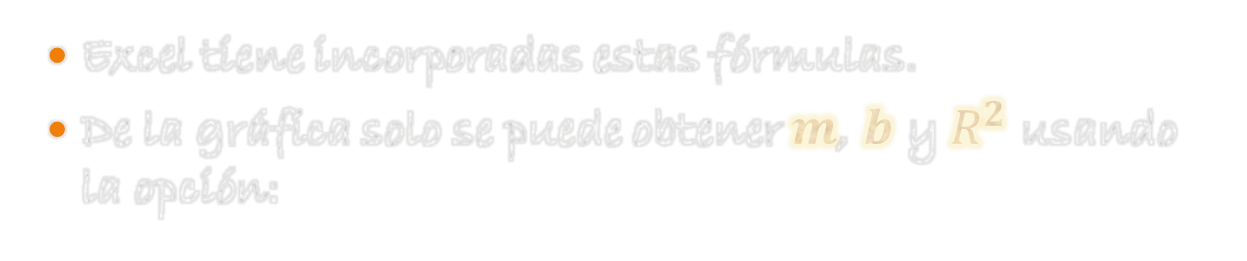 • Excel tiene incorporadas estas fórmulas.
• De la gráfica solo se puede obtener m, b y R² usando
la opción: